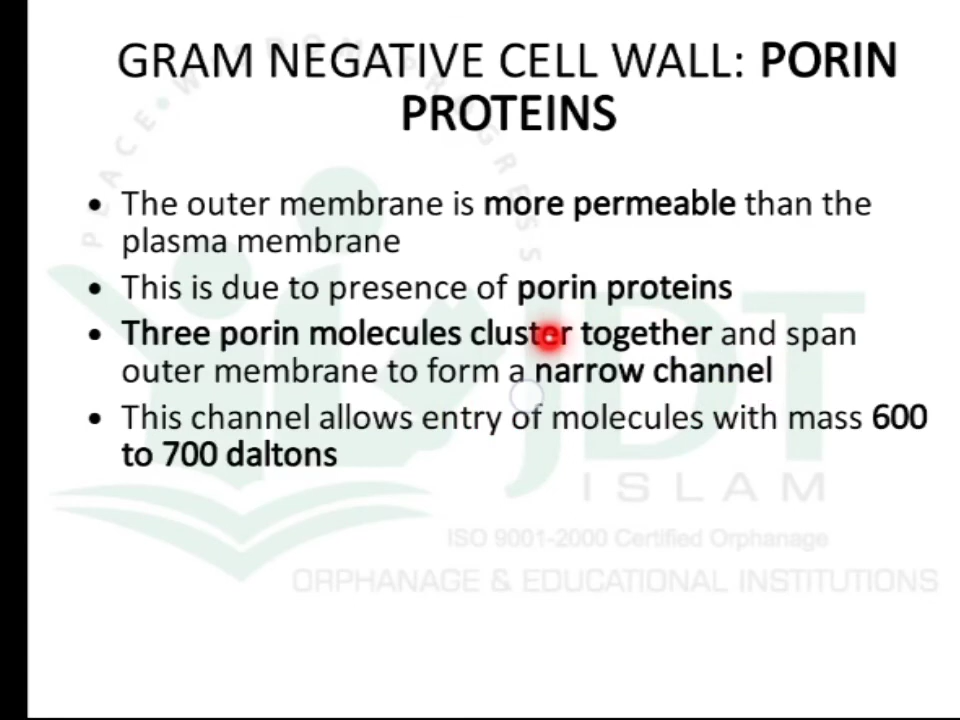 GRAM NEGATIVE CELL WALL: PORIN
PROTEINS
• The outer membrane is more permeable than the
plasma membrane
• This is due to presence of porin proteins
• Three porin molecules cluster together and span
outer membrane to form a narrow channel
• This channel allows entry of molecules with mass 600
to 700 daltons
JDT
ISLAM
ISO 9001-2000 Certified Orphanage
ORPHANAGE & EDUCATIONAL INSTITUTIONS